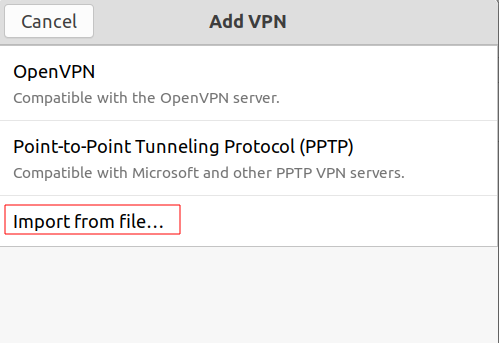 Cancel
Add VPN
OpenVPN
Compatible with the OpenVPN server.
Point-to-Point Tunneling Protocol (PPTP)
Compatible with Microsoft and other PPTP VPN servers.
Import from file…